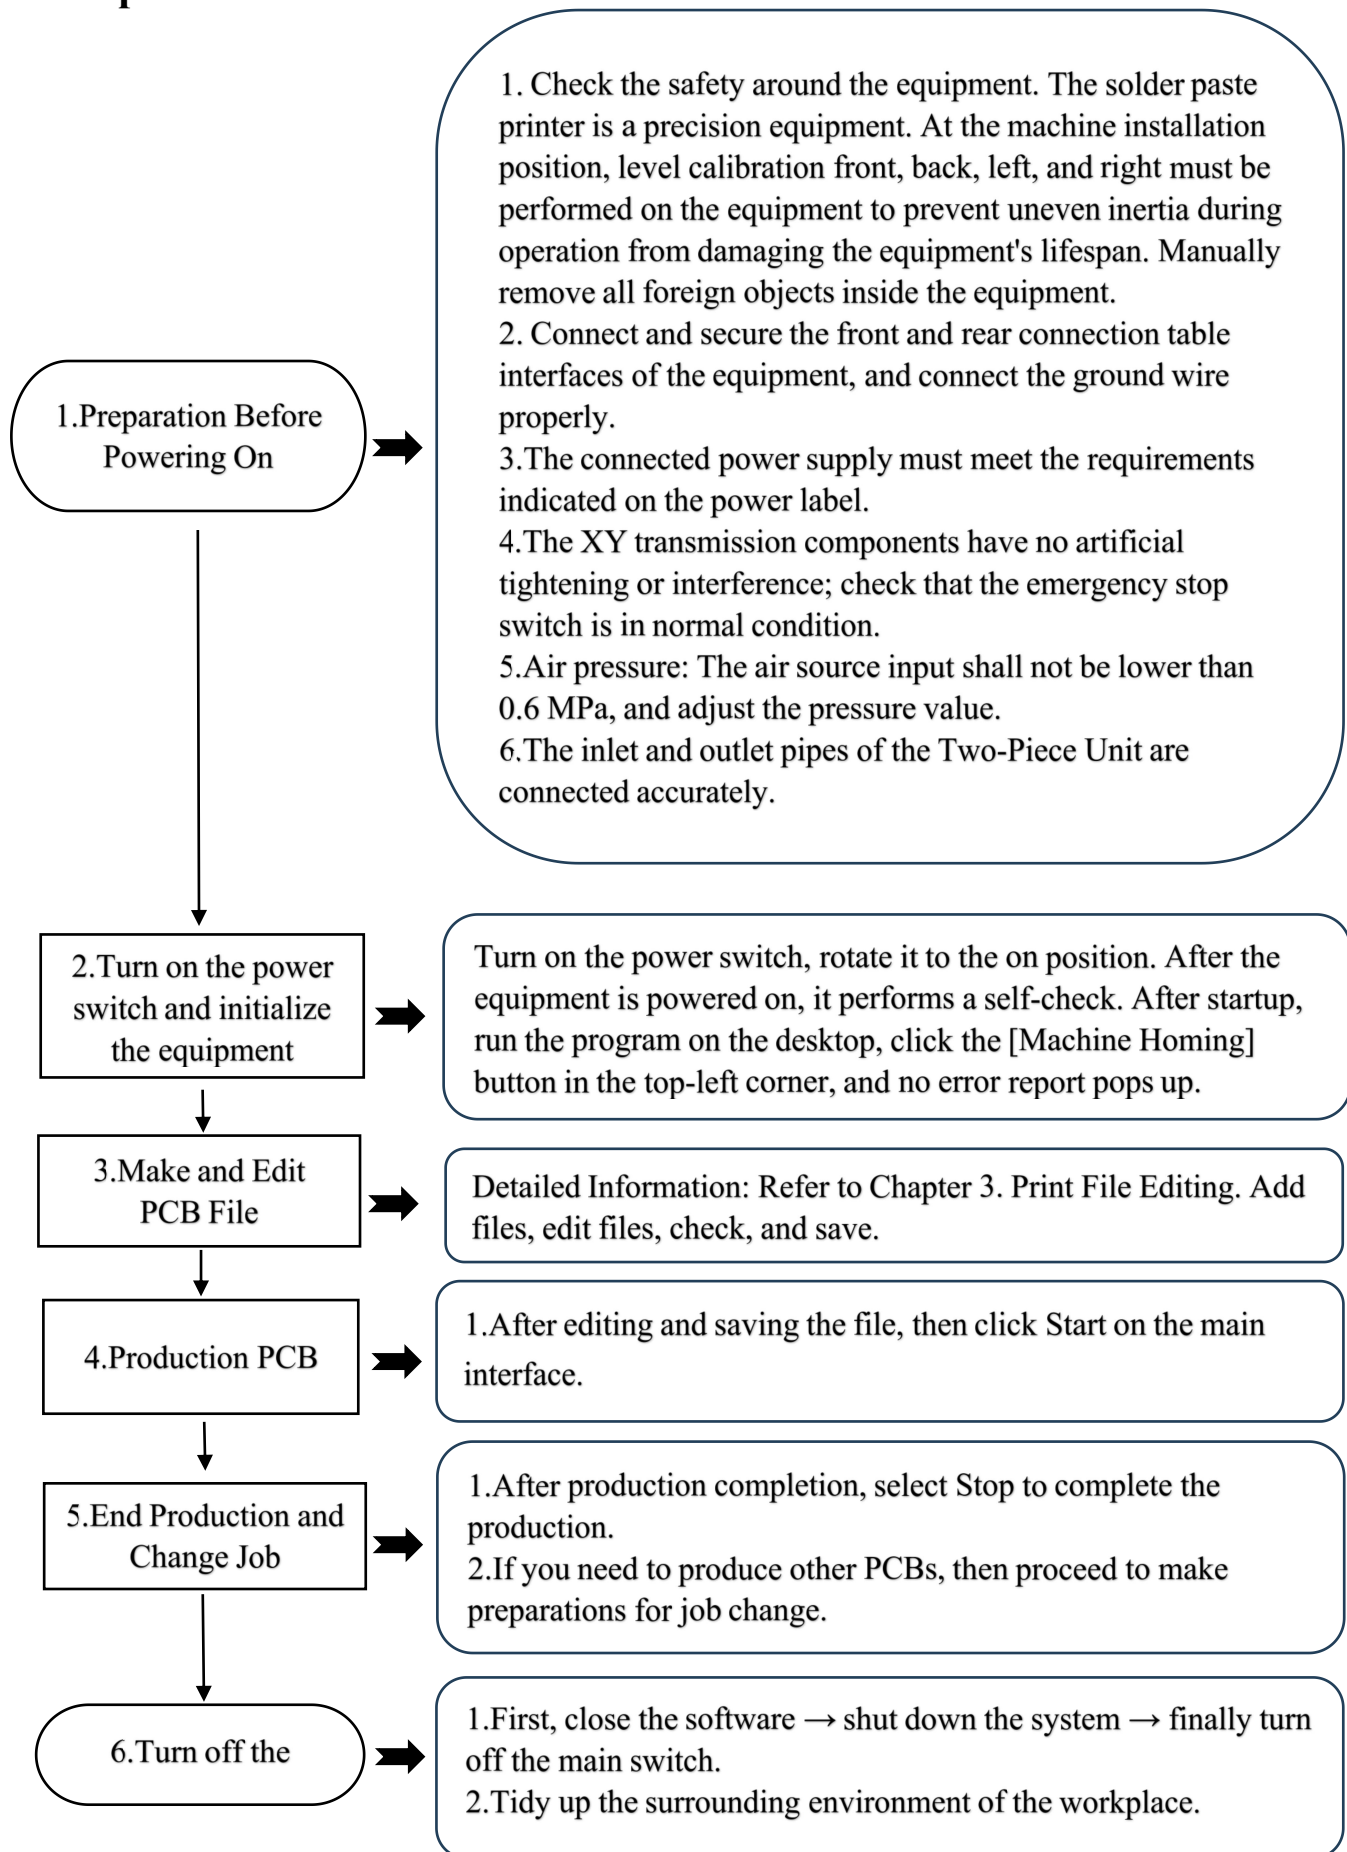 1.Preparation Before
Powering On
1. Check the safety around the equipment. The solder paste
printer is a precision equipment. At the machine installation
position, level calibration front, back, left, and right must be
performed on the equipment to prevent uneven inertia during
operation from damaging the equipment's lifespan. Manually
remove all foreign objects inside the equipment.
2. Connect and secure the front and rear connection table
interfaces of the equipment, and connect the ground wire
properly.
3.The connected power supply must meet the requirements
indicated on the power label.
4.The XY transmission components have no artificial
tightening or interference; check that the emergency stop
switch is in normal condition.
5.Air pressure: The air source input shall not be lower than
0.6 MPa, and adjust the pressure value.
6.The inlet and outlet pipes of the Two-Piece Unit are
connected accurately.
2.Turn on the power
switch and initialize
the equipment
Turn on the power switch, rotate it to the on position. After the
equipment is powered on, it performs a self-check. After startup,
run the program on the desktop, click the [Machine Homing]
button in the top-left corner, and no error report pops up.
3.Make and Edit
PCB File
Detailed Information: Refer to Chapter 3. Print File Editing. Add
files, edit files, check, and save.
4.Production PCB
1.After editing and saving the file, then click Start on the main
interface.
5.End Production and
Change Job
1.After production completion, select Stop to complete the
production.
2.If you need to produce other PCBs, then proceed to make
preparations for job change.
6.Turn off the
1.First, close the software → shut down the system → finally turn
off the main switch.
2.Tidy up the surrounding environment of the workplace.